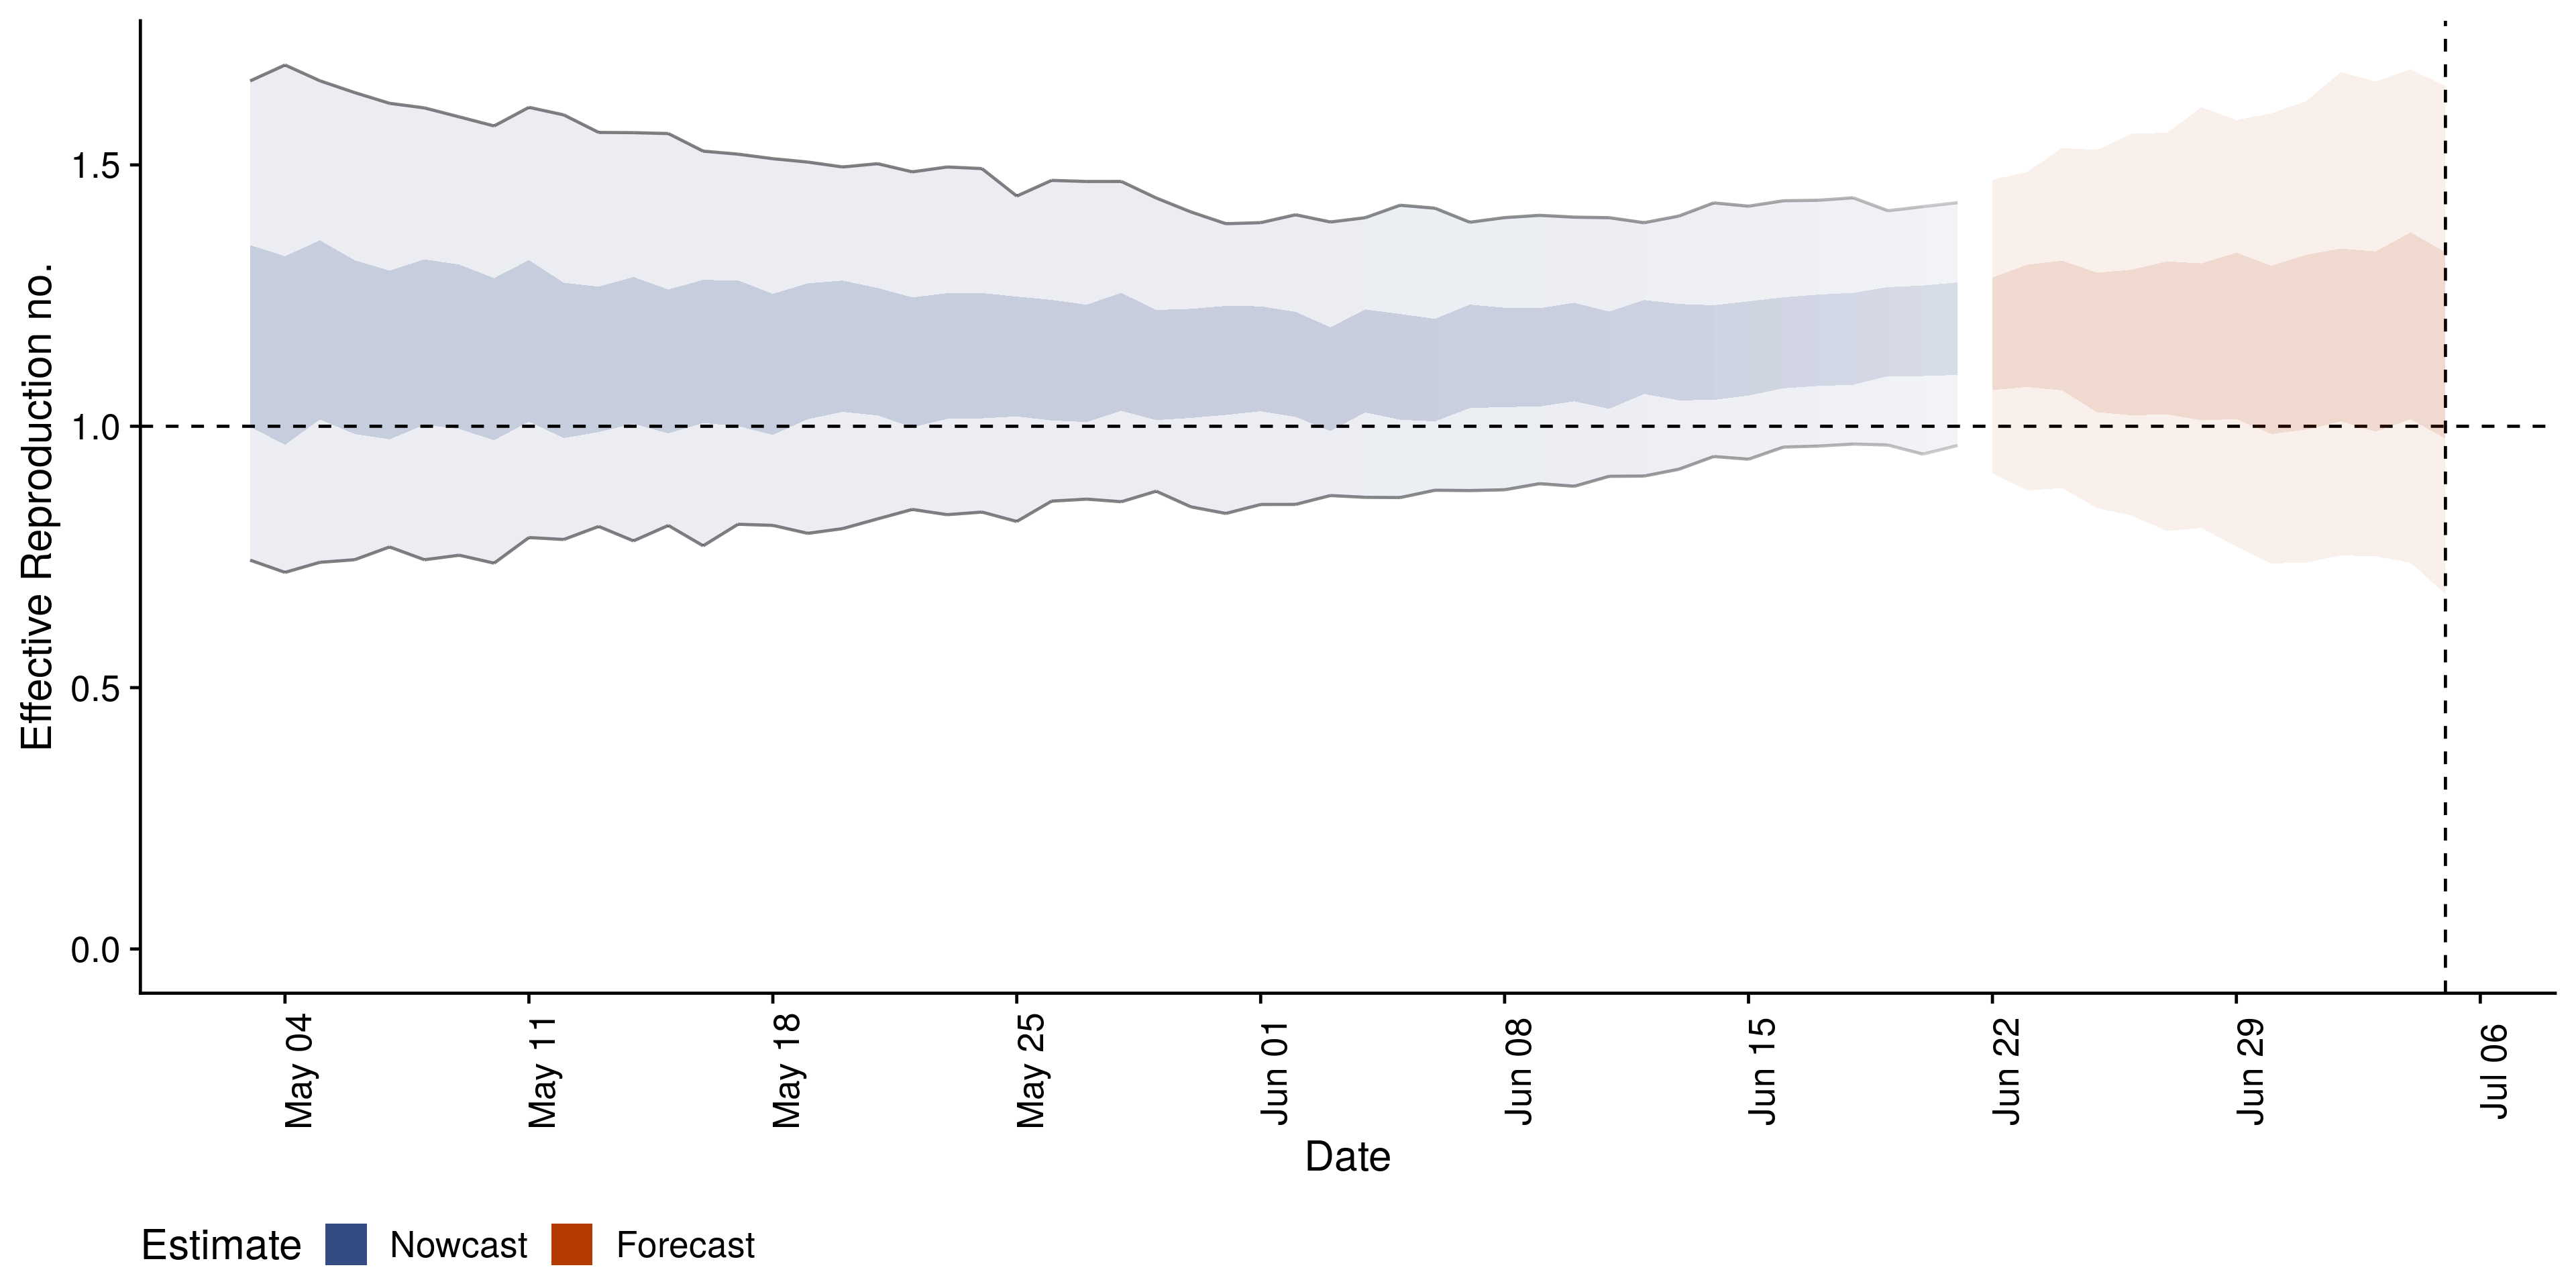 Effective Reproduction no.
1.5
1.0
0.5
0.0
May 04
May 11
May 18
May 25
Jun 01
Jun 08
Jun 15
Jun 22
Jun 29
Jul 06
Date
Estimate Nowcast Forecast